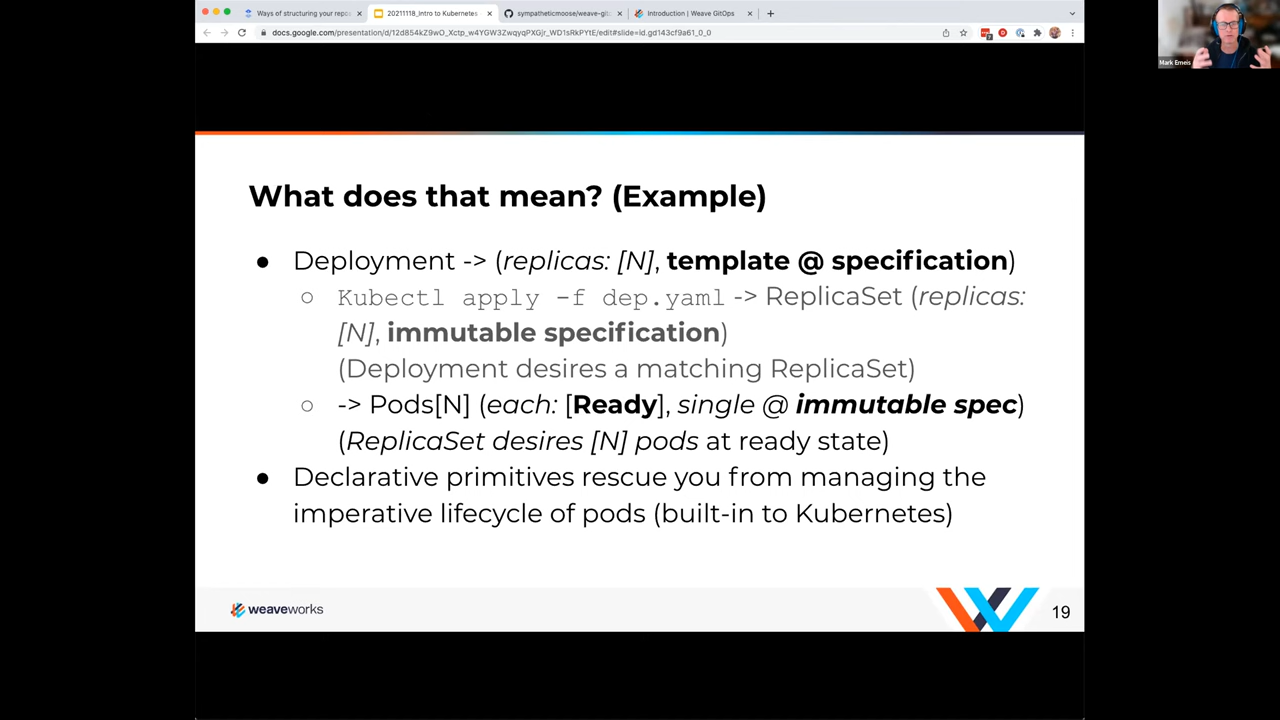 Ways of structuring your repo
20211118_Intro to Kubernetes
sympatheticmoose/weave-git
Introduction | Weave GitOps
docs.google.com/presentation/d/12d854kZ9wO_Xctp_w4YGW3ZwqyqPXGjr_WD1sRkPYtE/edit#slide=id.gd143cf9a61_0_0
Mark Emeis
What does that mean? (Example)
● Deployment -> (replicas: [N], template @ specification)
○ Kubectl apply -f dep.yaml -> ReplicaSet (replicas:
[N], immutable specification)
(Deployment desires a matching ReplicaSet)
○ -> Pods[N] (each: [Ready], single @ immutable spec)
(ReplicaSet desires [N] pods at ready state)
● Declarative primitives rescue you from managing the
imperative lifecycle of pods (built-in to Kubernetes)
weaveworks
19